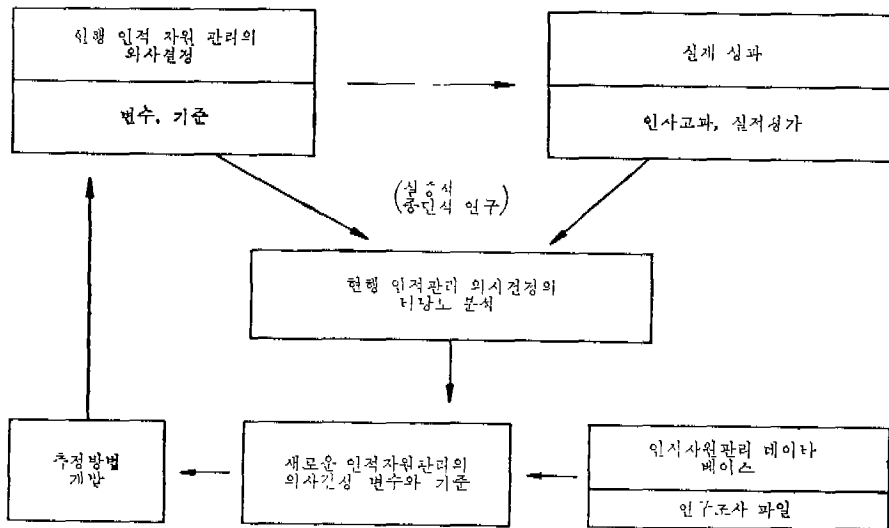 현행 인적 자원 관리의
의사결정
변수, 기준
실제 성과
인사고과, 실적평가
(실증적
종단적 연구)
현행 인적관리 의사결정의
타당도 분석
추정방법
개발
새로운 인적자원관리의
의사결정 변수와 기준
인적자원관리 데이타
베이스
인구조사 파일